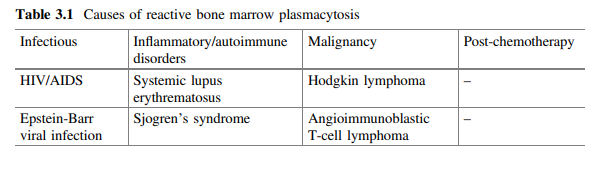 Table 3.1 Causes of reactive bone marrow plasmacytosis
Infectious Inflammatory/autoimmune disorders Malignancy Post-chemotherapy
HIV/AIDS Systemic lupus erythrematosus Hodgkin lymphoma –
Epstein-Barr viral infection Sjogren's syndrome Angioimmunoblastic T-cell lymphoma –